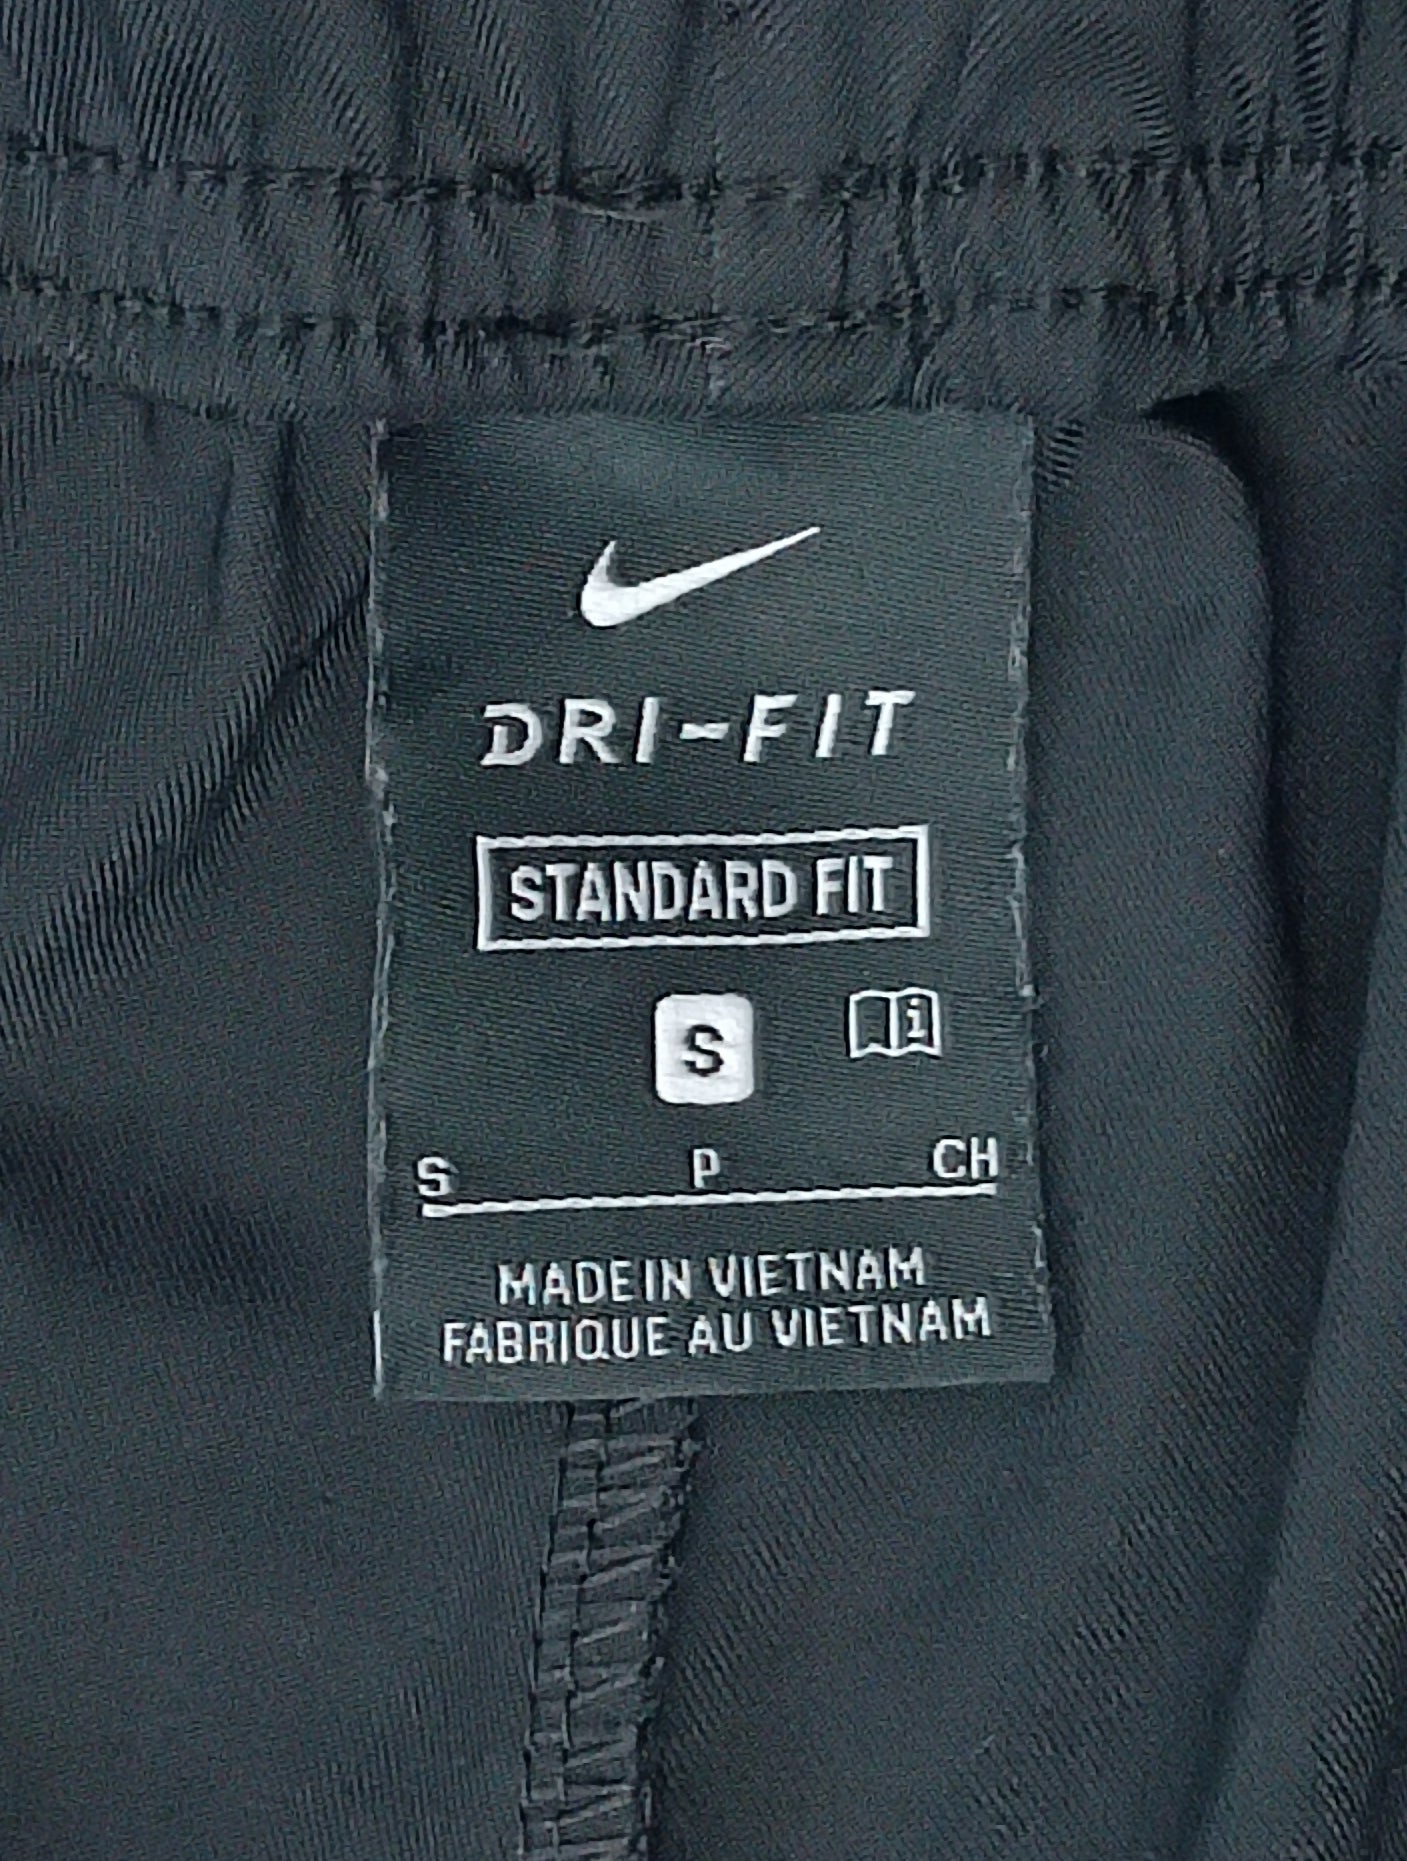 DRI-FIT
STANDARD FIT
S i
S P CH
MADE IN VIETNAM
FABRIQUE AU VIETNAM